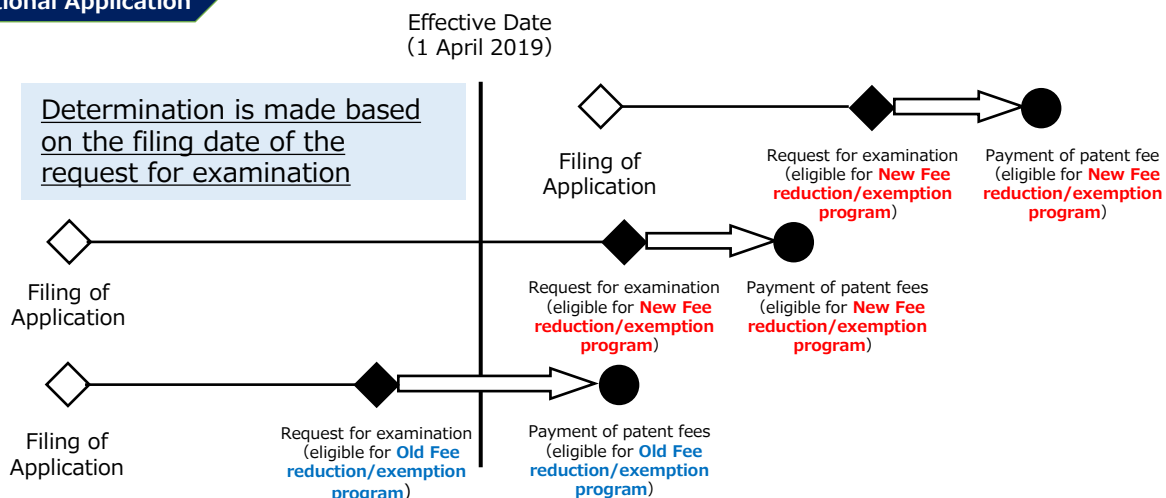 tional Application
Effective Date
(1 April 2019)
Determination is made based
on the filing date of the
request for examination
Filing of
Application
Request for examination
(eligible for New Fee
reduction/exemption
program)
Payment of patent fee
(eligible for New Fee
reduction/exemption
program)
Filing of
Application
Request for examination
(eligible for New Fee
reduction/exemption
program)
Payment of patent fees
(eligible for New Fee
reduction/exemption
program)
Filing of
Application
Request for examination
(eligible for Old Fee
reduction/exemption
program)
Payment of patent fees
(eligible for Old Fee
reduction/exemption
program)